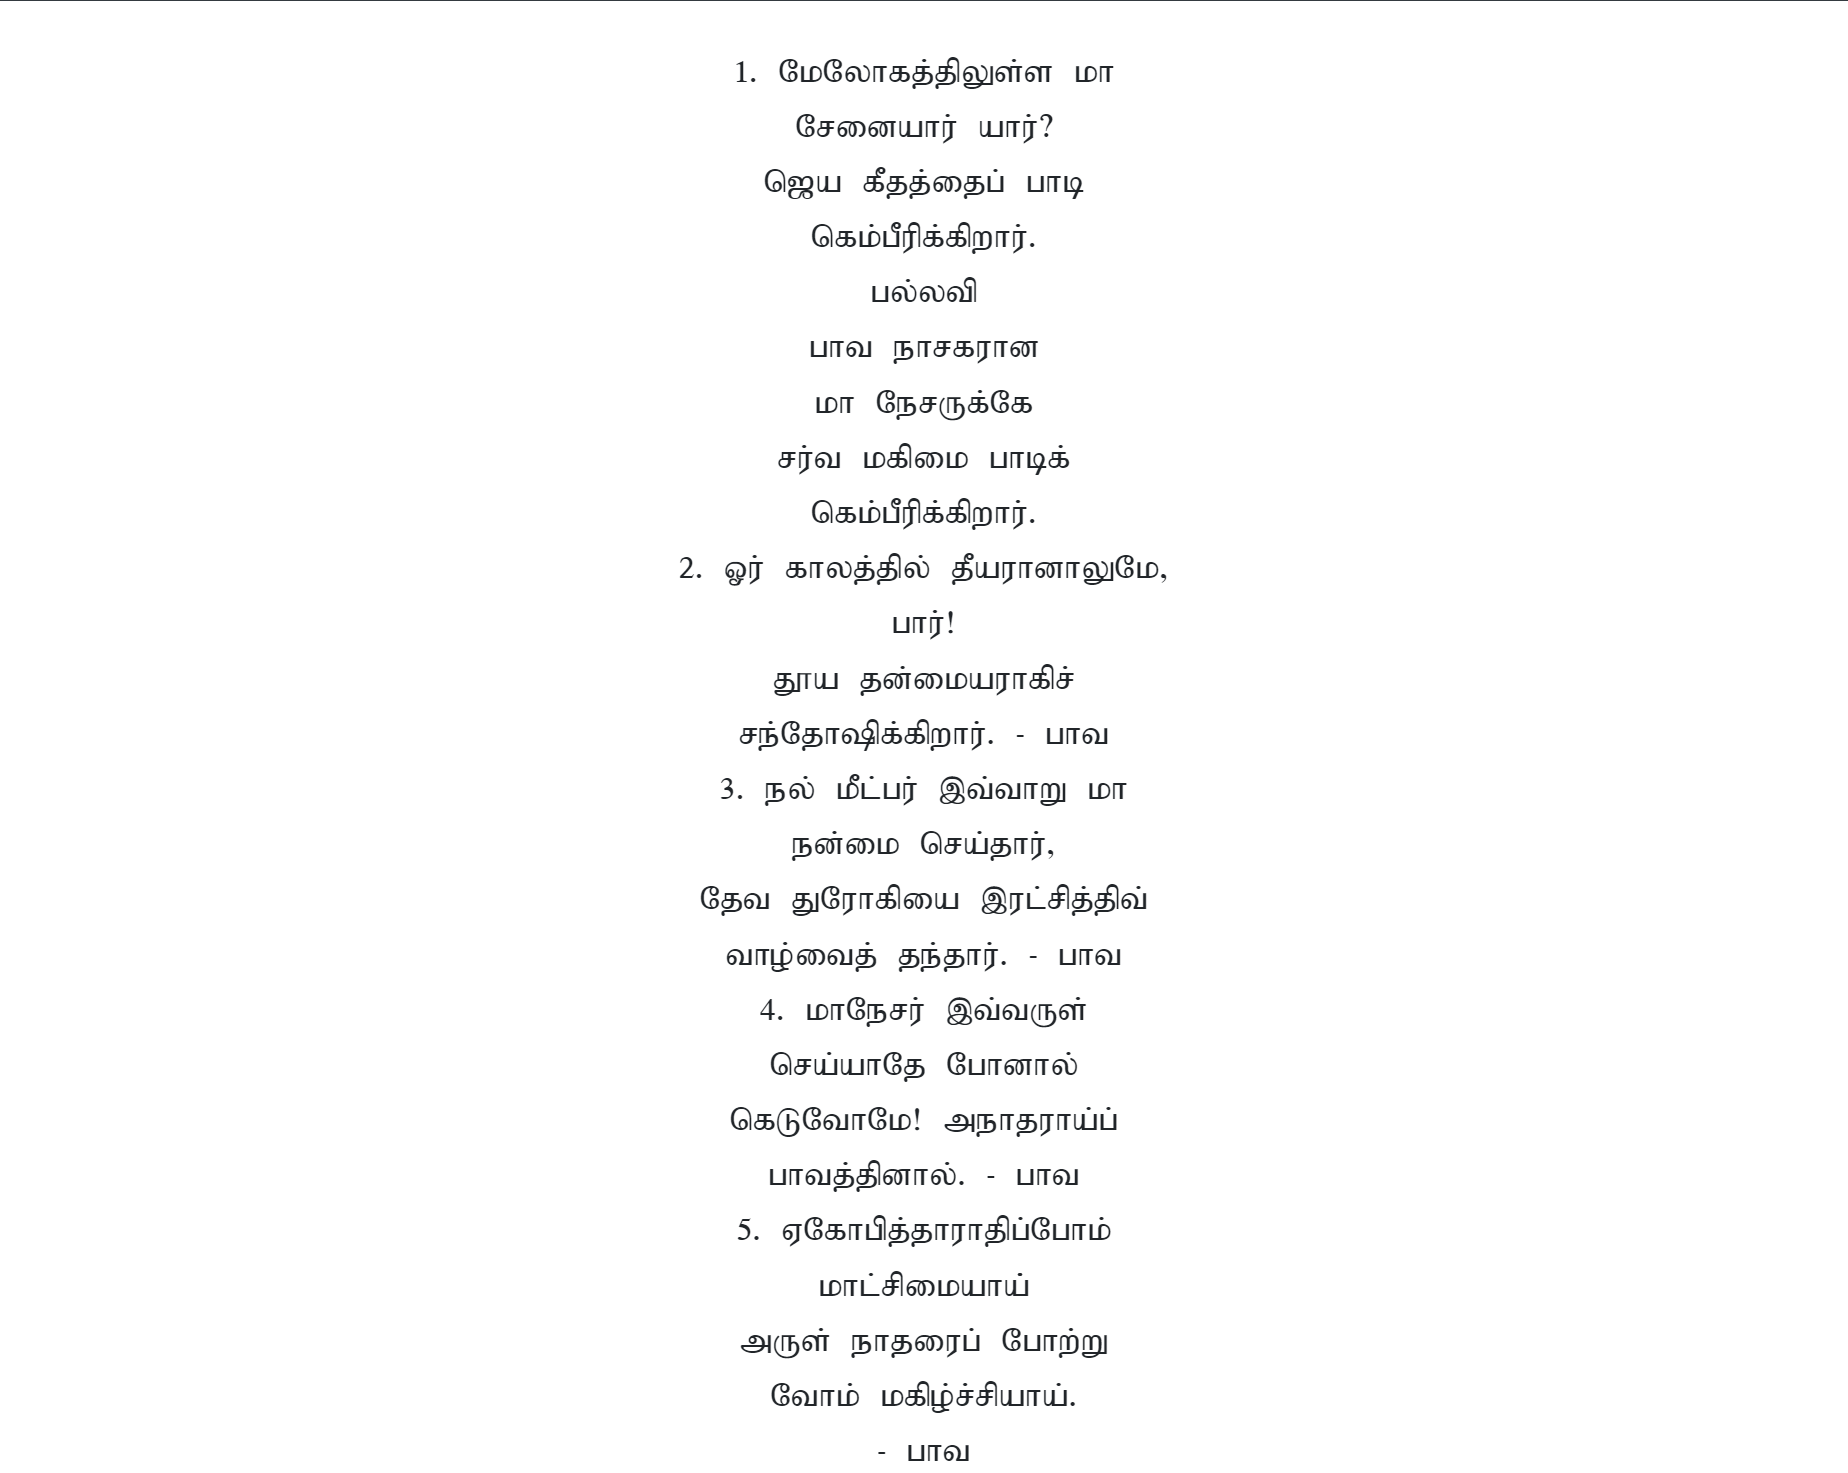 1. மேலோகத்திலுள்ள மா
சேனையார் யார்?
ஜெய கீதத்தைப் பாடி
கெம்பீரிக்கிறார்.
பல்லவி
பாவ நாசகரான
மா நேசருக்கே
சர்வ மகிமை பாடிக்
கெம்பீரிக்கிறார்.
2. ஓர் காலத்தில் தீயரானாலுமே,
பார்!
தூய தன்மையராகிச்
சந்தோஷிக்கிறார். - பாவ
3. நல் மீட்பர் இவ்வாறு மா
நன்மை செய்தார்,
தேவ துரோகியை இரட்சித்திவ்
வாழ்வைத் தந்தார். - பாவ
4. மாநேசர் இவ்வருள்
செய்யாதே போனால்
கெடுவோமே! அநாதராய்ப்
பாவத்தினால். - பாவ
5. ஏகோபித்தாராதிப்போம்
மாட்சிமையாய்
அருள் நாதரைப் போற்று
வோம் மகிழ்ச்சியாய்.
- பாவ